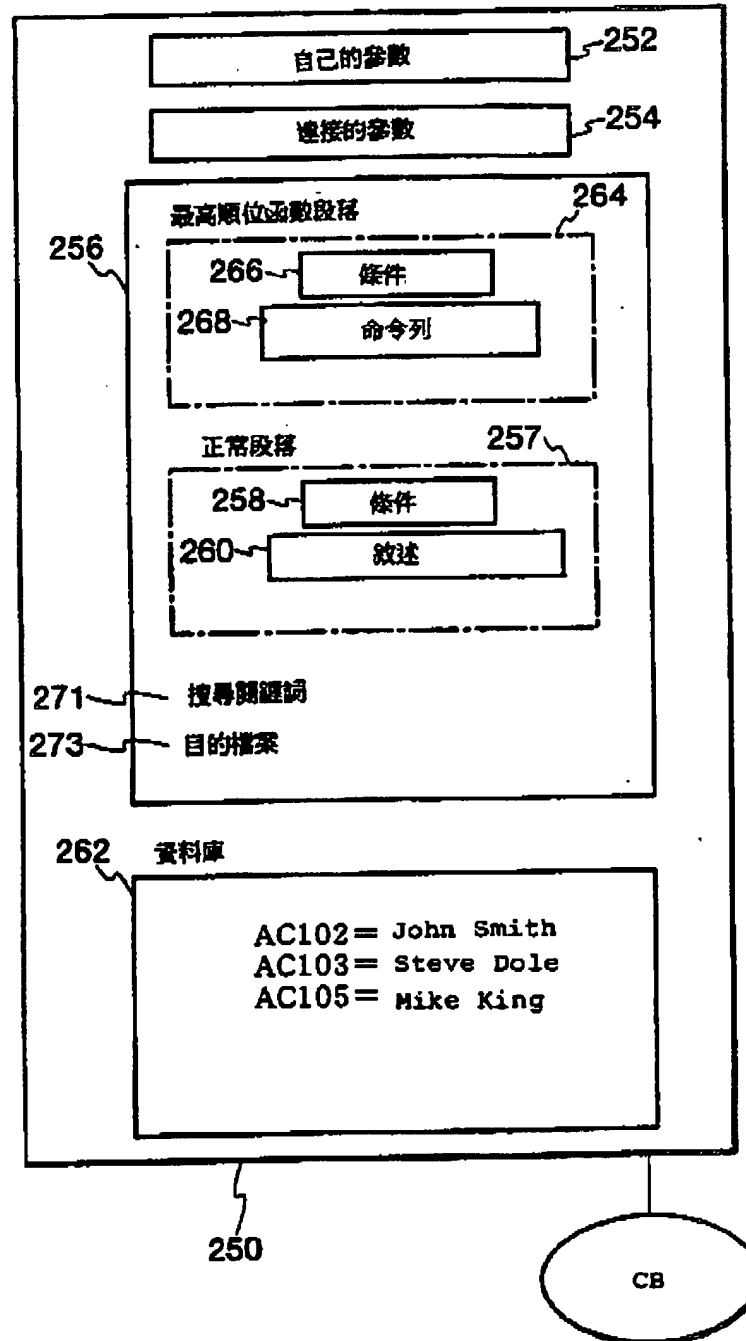 自己的參數
252
連接的參數
254
最高順位函數段落
264
256
266
條件
268
命令列
正常段落
257
258
條件
260
敘述
271
搜尋關鍵詞
273
目的檔案
262
資料庫
AC102= John Smith
AC103= Steve Dole
AC105= Mike King
250
CB